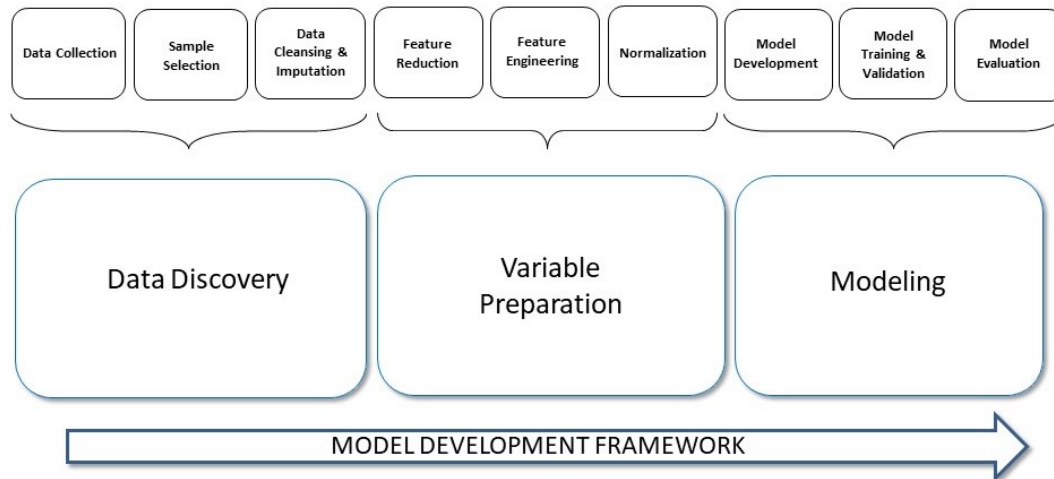 Data Collection
Sample
Selection
Data
Cleansing &
Imputation
Feature
Reduction
Feature
Engineering
Normalization
Model
Development
Model
Training &
Validation
Model
Evaluation
Data Discovery
Variable
Preparation
Modeling
MODEL DEVELOPMENT FRAMEWORK